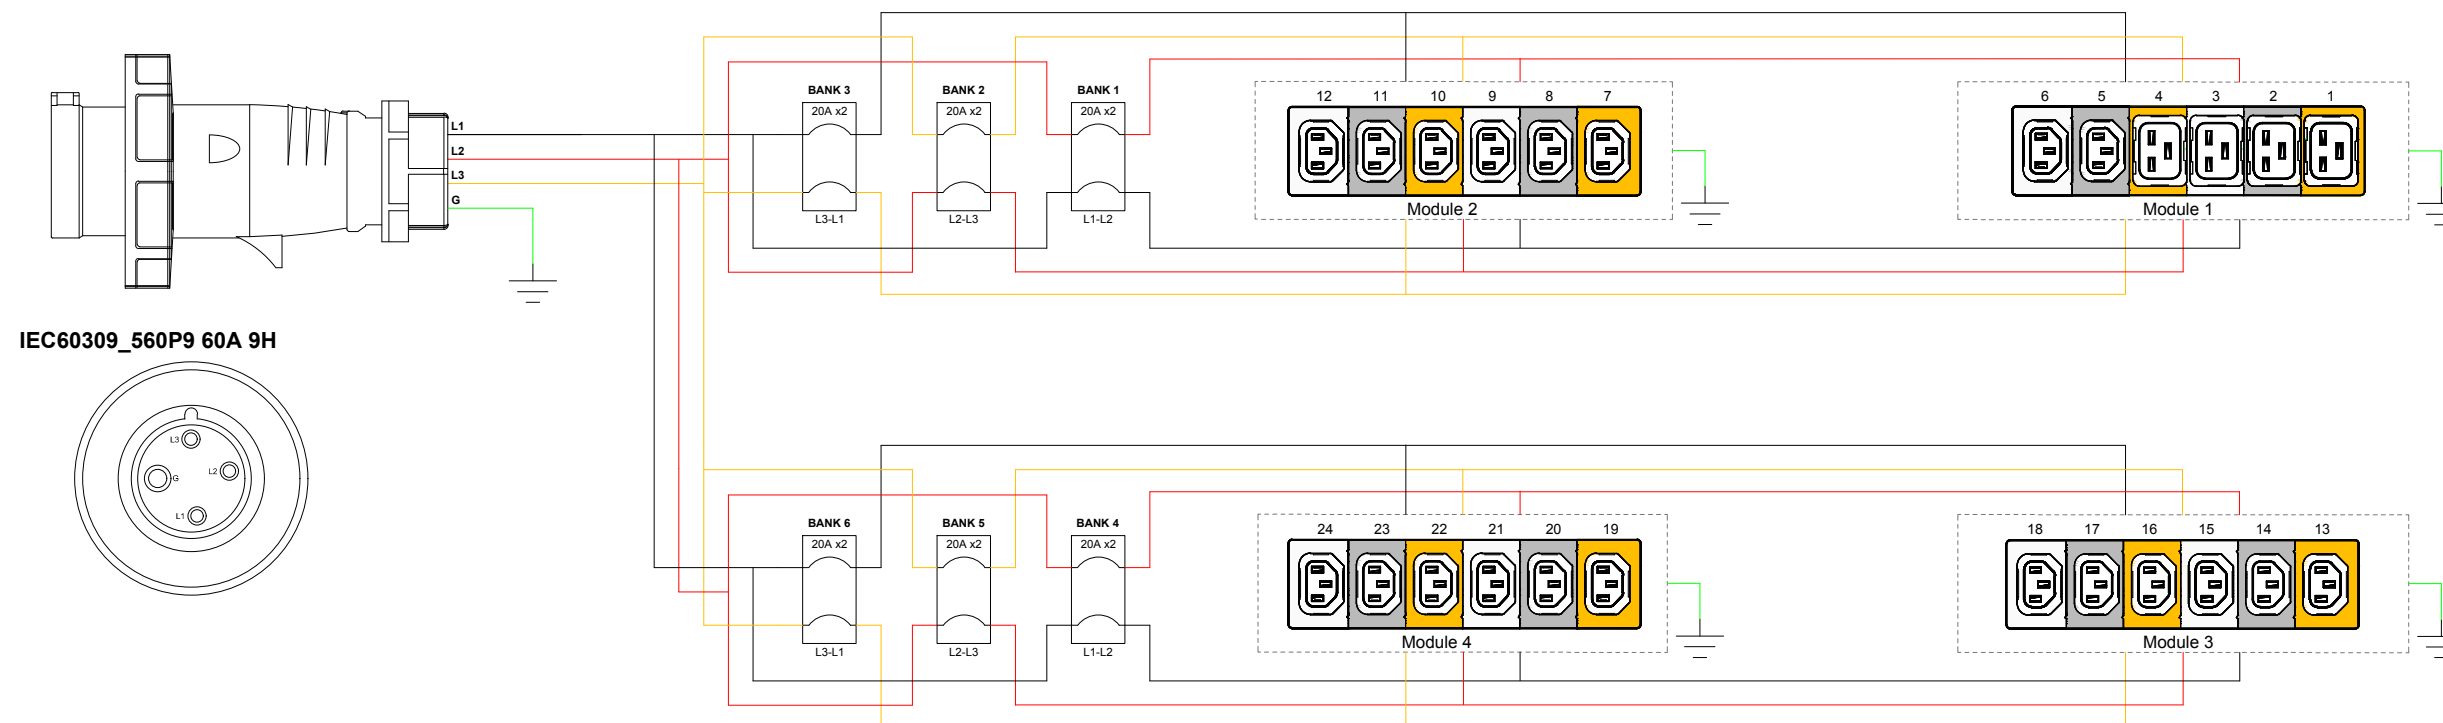 BANK 3 BANK 2 BANK 1
12 11 10 9 8 7
6 5 4 3 2 1
20A x2 20A x2 20A x2
L1
L2
L3
G
Module 2
Module 1
L3-L1 L2-L3 L1-L2
IEC60309_560P9 60A 9H
L3
L2
G
L1
BANK 6 BANK 5 BANK 4
24 23 22 21 20 19
18 17 16 15 14 13
20A x2 20A x2 20A x2
Module 4
Module 3
L3-L1 L2-L3 L1-L2